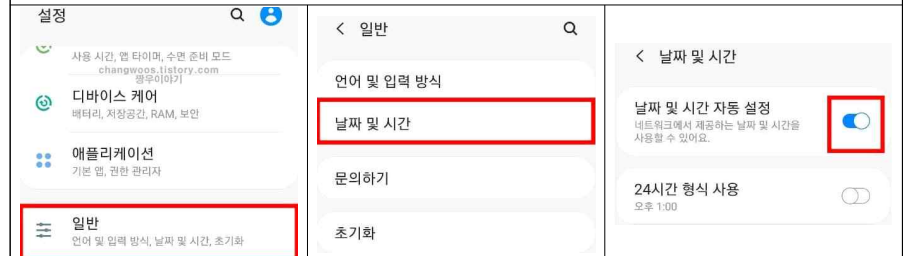 설정
사용 시간, 앱 타이머, 수면 준비 모드
changwoos.tistory.com
짱우이야기
디바이스 케어
배터리, 저장공간, RAM, 보안
애플리케이션
기본 앱, 권한 관리자
일반
언어 및 입력 방식, 날짜 및 시간, 초기화
일반
언어 및 입력 방식
날짜 및 시간
문의하기
초기화
날짜 및 시간
날짜 및 시간 자동 설정
네트워크에서 제공하는 날짜 및 시간을
사용할 수 있어요.
24시간 형식 사용
오후 1:00